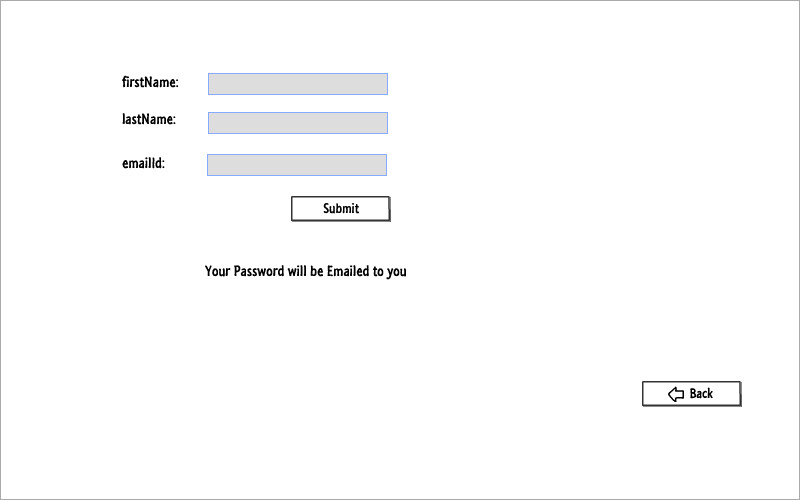 firstName:
lastName:
emailId:
Submit
Your Password will be Emailed to you
Back